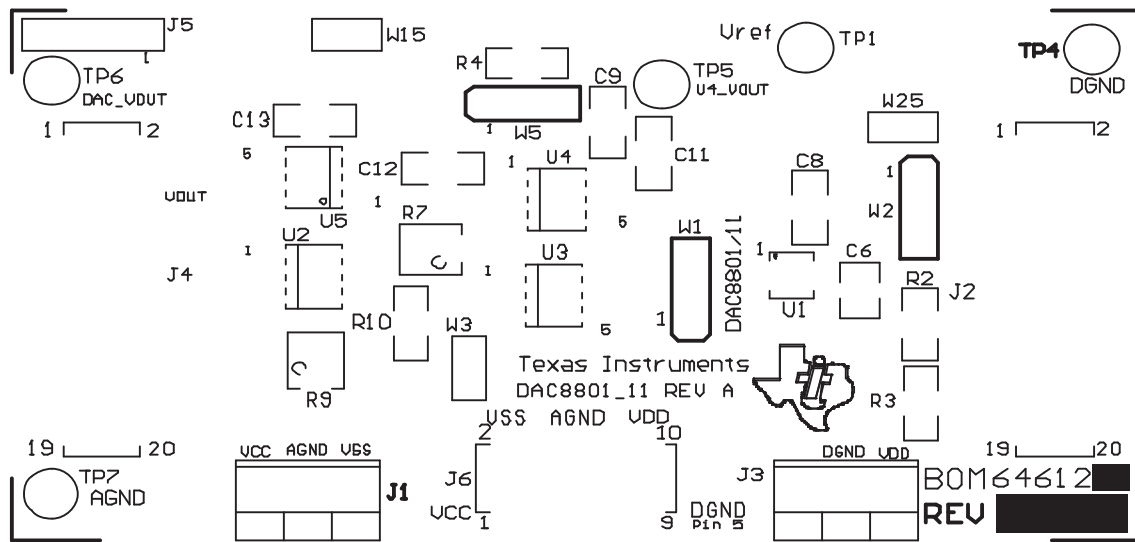 J5
1
W15
Vref
TP1
TP4
DGND
R4
TP6
DAC_VOUT
C9
TP5
U4_VOUT
W25
1 2
C13
1
W5
1 2
5
C12
1
U4
C11
C8
1
VOUT
U5
1
R7
5
W2
W1
DAC8801/1L
U2
1
J4
1
U3
1
C6
R2
J2
U1
R10
W3
5
1
Texas Instruments
DAC8801_11 REV A
R9
R3
VSS AGND VDD
2 10
19 20
VCC AGND VSS
DGND VDD
19 20
TP7
AGND
J1
J6
VCC
1
9
DGND
Pin 5
J3
BOM64612
REV